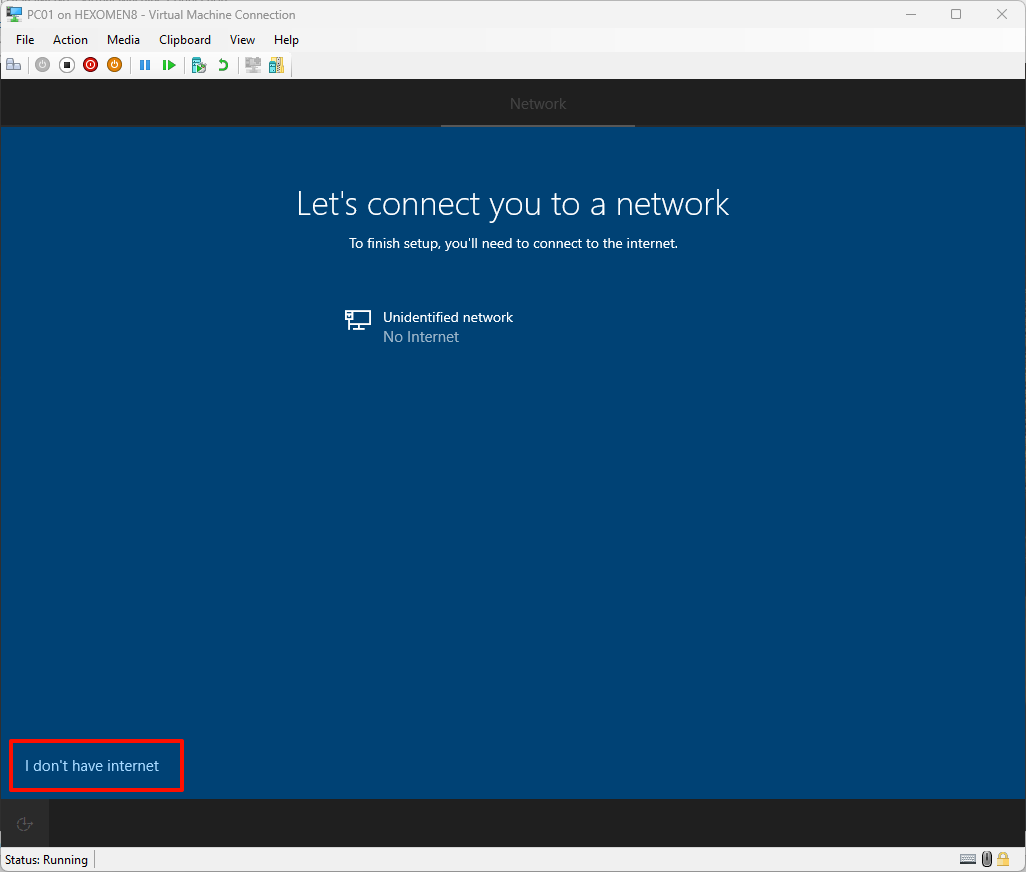 PC01 on HEXOMEN8 - Virtual Machine Connection
File Action Media Clipboard View Help
Network
Let's connect you to a network
To finish setup, you'll need to connect to the internet.
Unidentified network
No Internet
I don't have internet
Status: Running